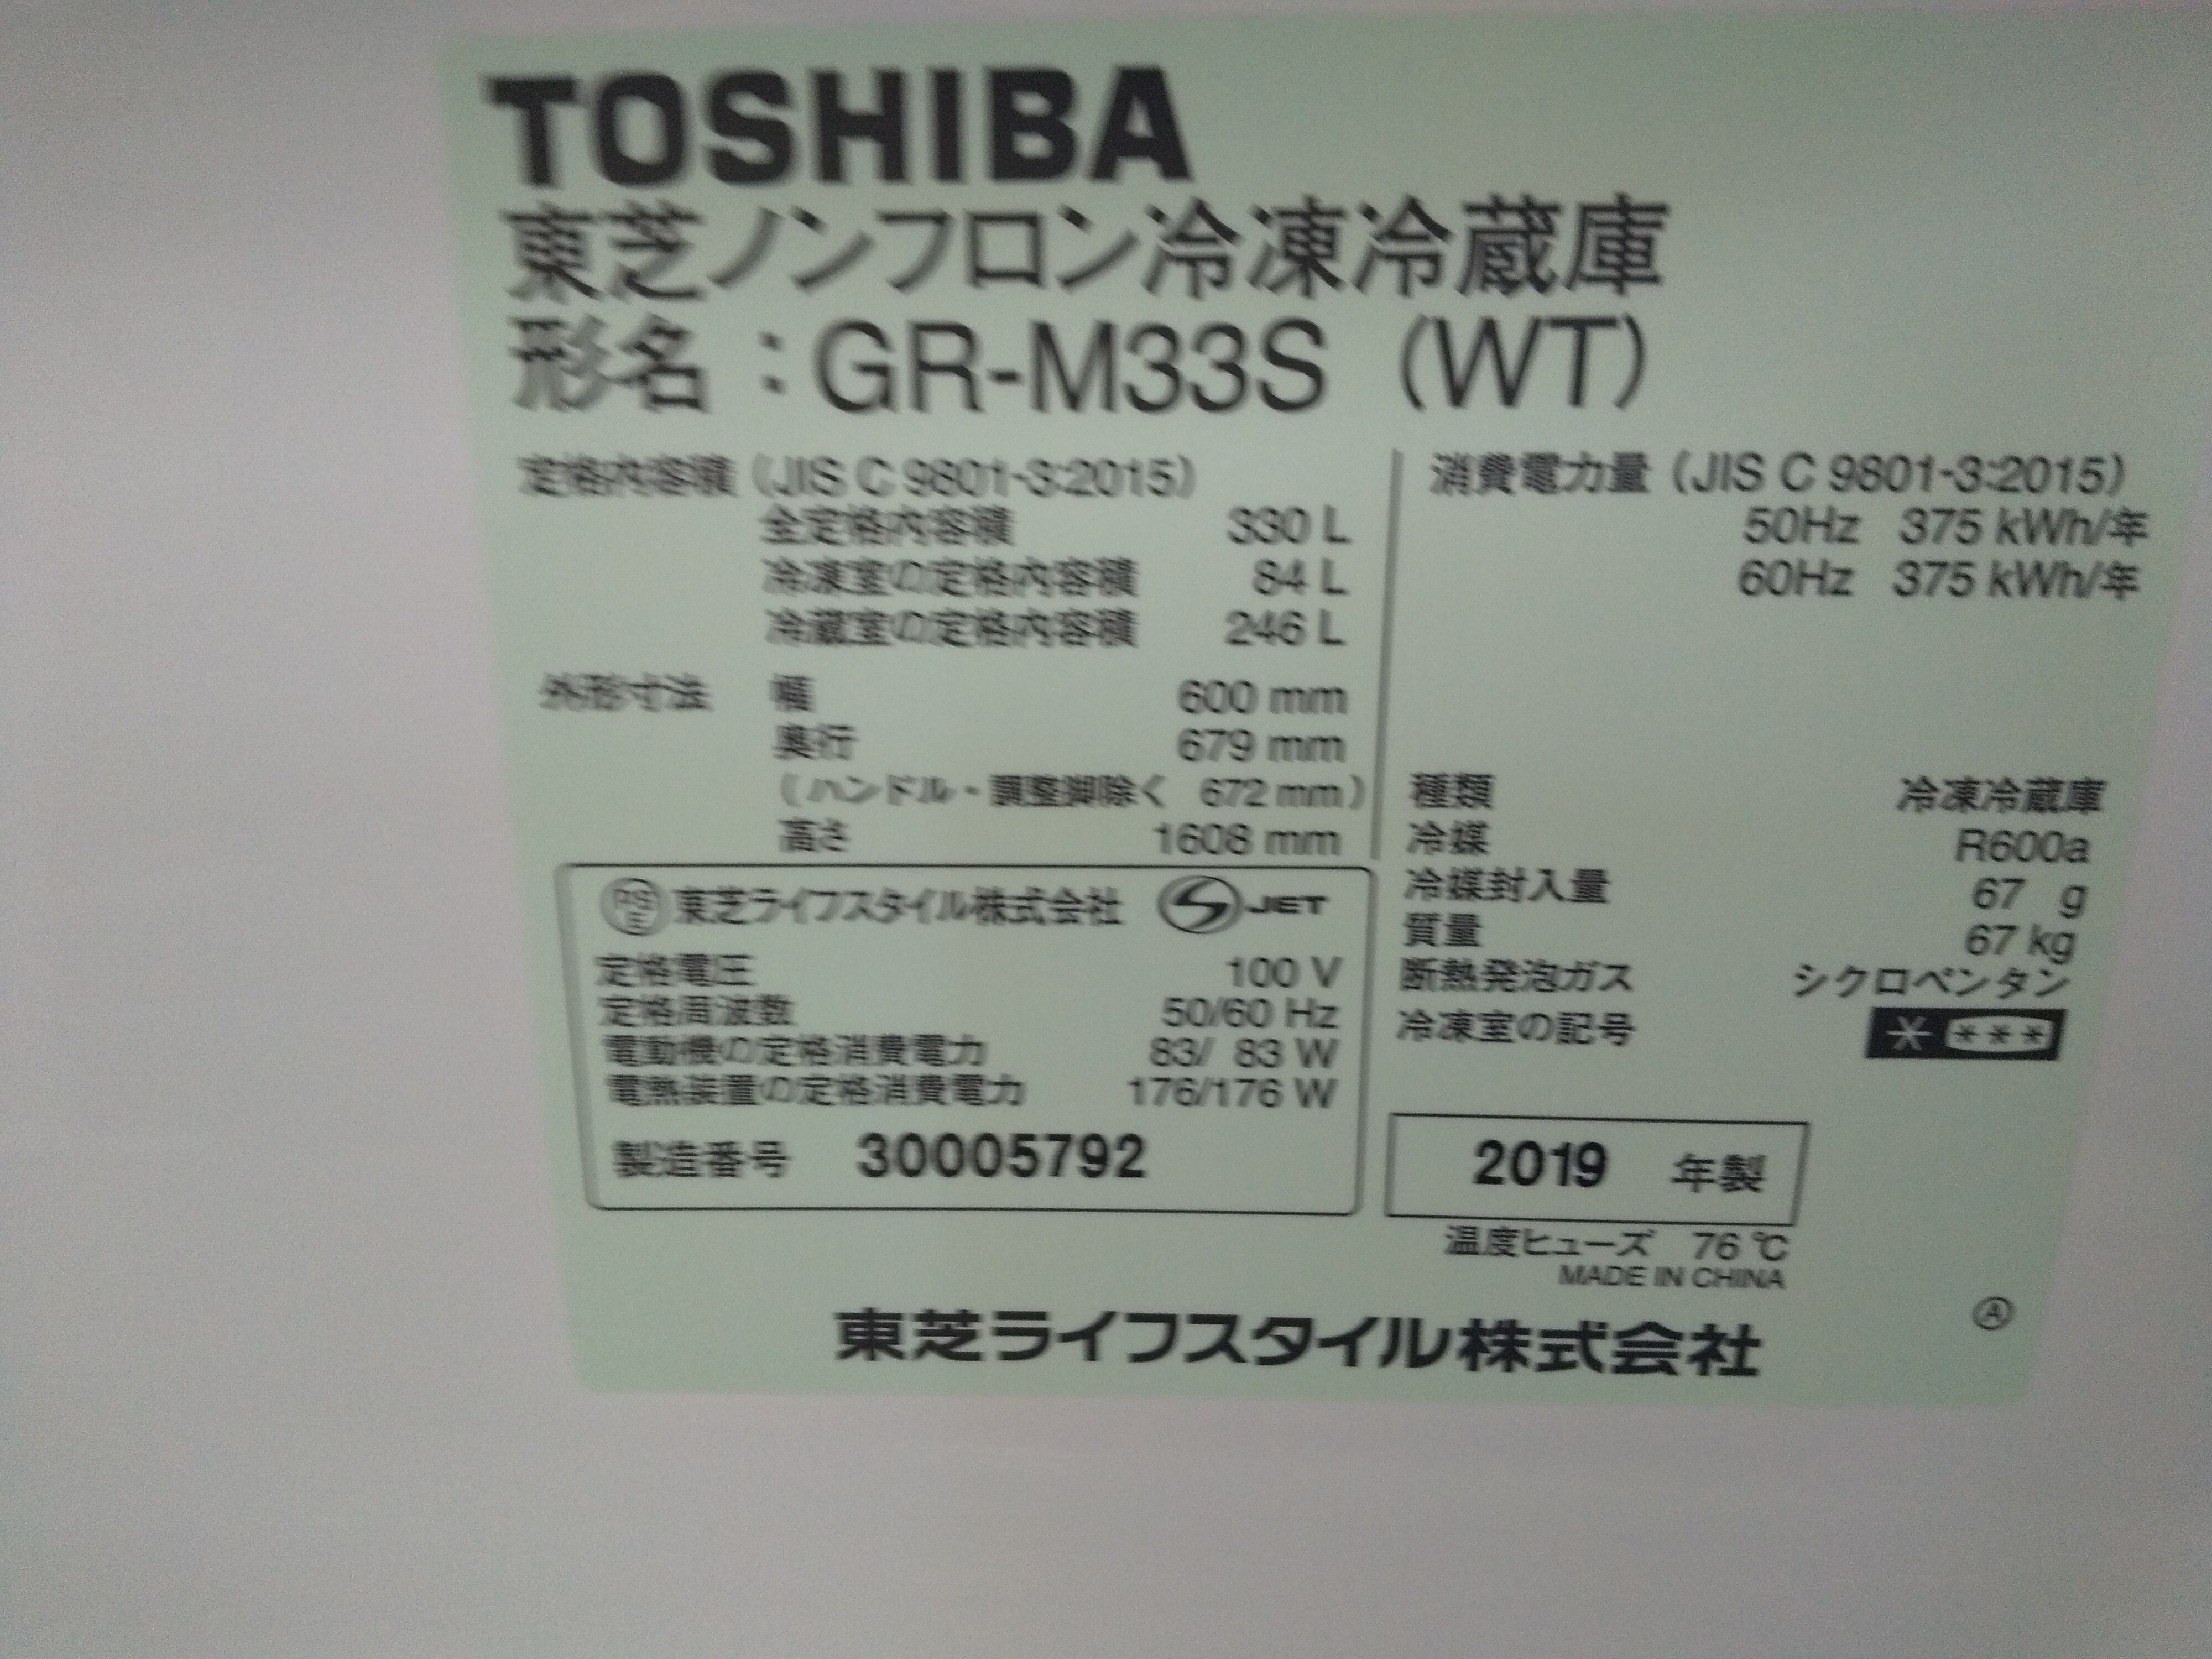 TOSHIBA
東芝ノンフロン冷凍冷蔵庫
形名：GR-M33S (WT)
定格内容積 (JIS C 9801-3:2015)
全定格内容積 330 L
冷凍室の定格内容積 84 L
冷蔵室の定格内容積 246 L
外形寸法 幅 600 mm
奥行 679 mm
(ハンドル・調整脚除く 672 mm)
高さ 1608 mm
消費電力量 (JIS C 9801-3:2015)
50Hz 375 kWh/年
60Hz 375 kWh/年
種類 冷凍冷蔵庫
冷媒 R600a
冷媒封入量 67 g
質量 67 kg
断熱発泡ガス シクロペンタン
冷凍室の記号 * ***
PSE 東芝ライフスタイル株式会社 JET
定格電圧 100 V
定格周波数 50/60 Hz
電動機の定格消費電力 83/ 83 W
電熱装置の定格消費電力 176/176 W
製造番号 30005792
2019 年製
温度ヒューズ 76 ℃
MADE IN CHINA
Ⓐ
東芝ライフスタイル株式会社